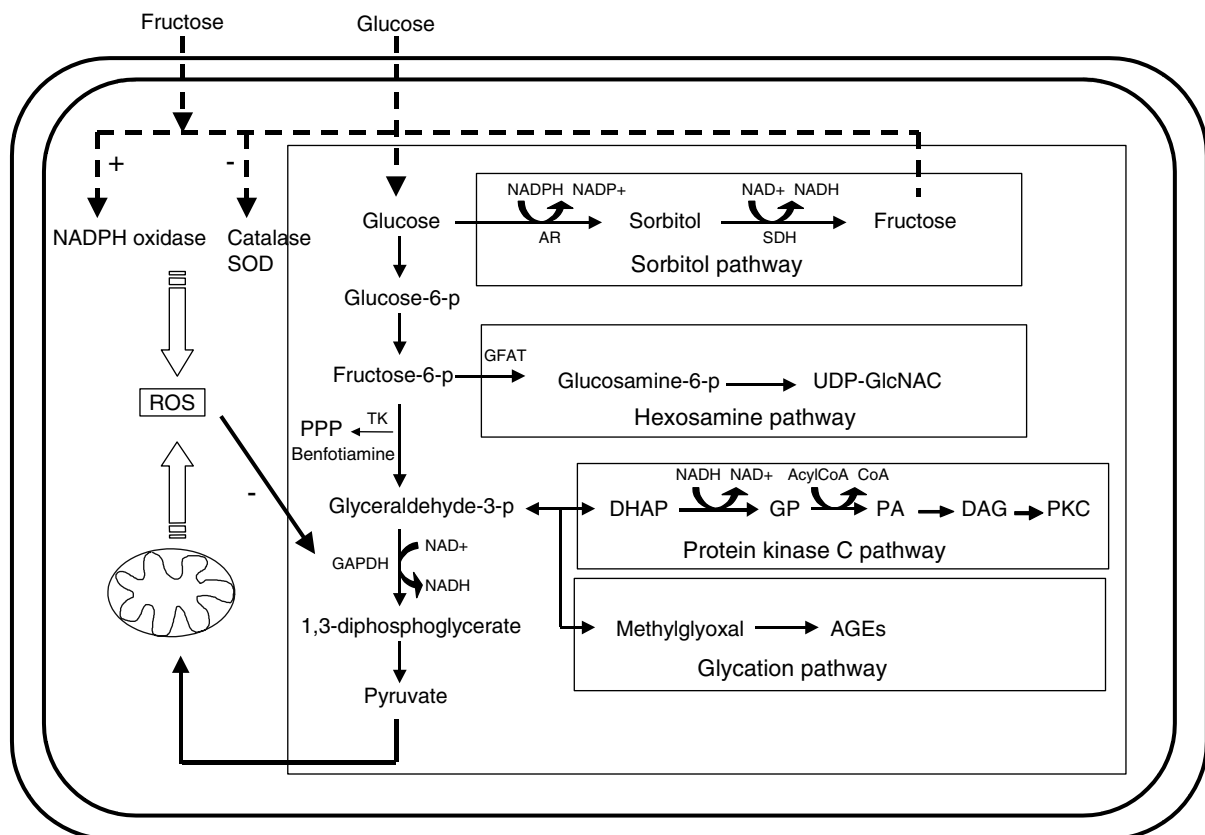 Fructose
Glucose
+
-
NADPH oxidase
Catalase
SOD
NADPH NADP+
NAD+ NADH
Glucose
Sorbitol
Fructose
AR
SDH
Sorbitol pathway
Glucose-6-p
GFAT
Fructose-6-p
Glucosamine-6-p
UDP-GlcNAC
Hexosamine pathway
ROS
PPP
TK
Benfotiamine
-
NADH NAD+
AcylCoA CoA
Glyceraldehyde-3-p
DHAP
GP
PA
DAG
PKC
Protein kinase C pathway
GAPDH
NAD+
NADH
1,3-diphosphoglycerate
Methylglyoxal
AGEs
Glycation pathway
Pyruvate